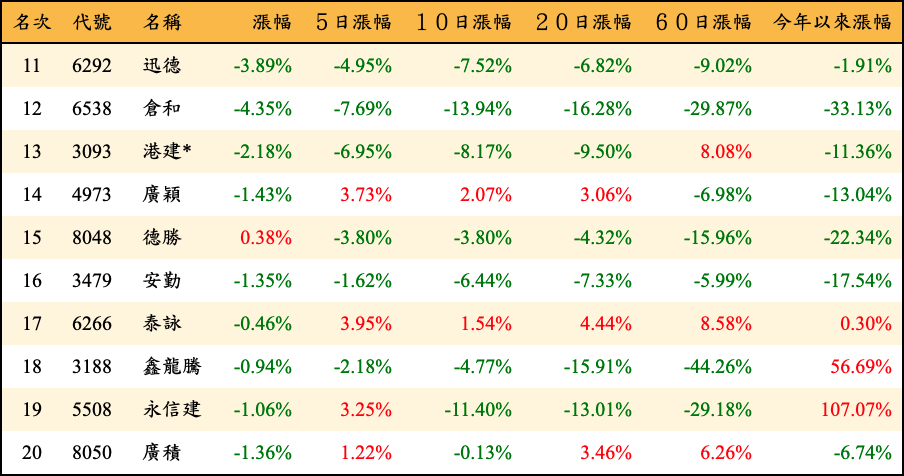 名次 代號 名稱 漲幅 ５日漲幅 １０日漲幅 ２０日漲幅 ６０日漲幅 今年以來漲幅
11 6292 迅德 -3.89% -4.95% -7.52% -6.82% -9.02% -1.91%
12 6538 倉和 -4.35% -7.69% -13.94% -16.28% -29.87% -33.13%
13 3093 港建* -2.18% -6.95% -8.17% -9.50% 8.08% -11.36%
14 4973 廣穎 -1.43% 3.73% 2.07% 3.06% -6.98% -13.04%
15 8048 德勝 0.38% -3.80% -3.80% -4.32% -15.96% -22.34%
16 3479 安勤 -1.35% -1.62% -6.44% -7.33% -5.99% -17.54%
17 6266 泰詠 -0.46% 3.95% 1.54% 4.44% 8.58% 0.30%
18 3188 鑫龍騰 -0.94% -2.18% -4.77% -15.91% -44.26% 56.69%
19 5508 永信建 -1.06% 3.25% -11.40% -13.01% -29.18% 107.07%
20 8050 廣積 -1.36% 1.22% -0.13% 3.46% 6.26% -6.74%